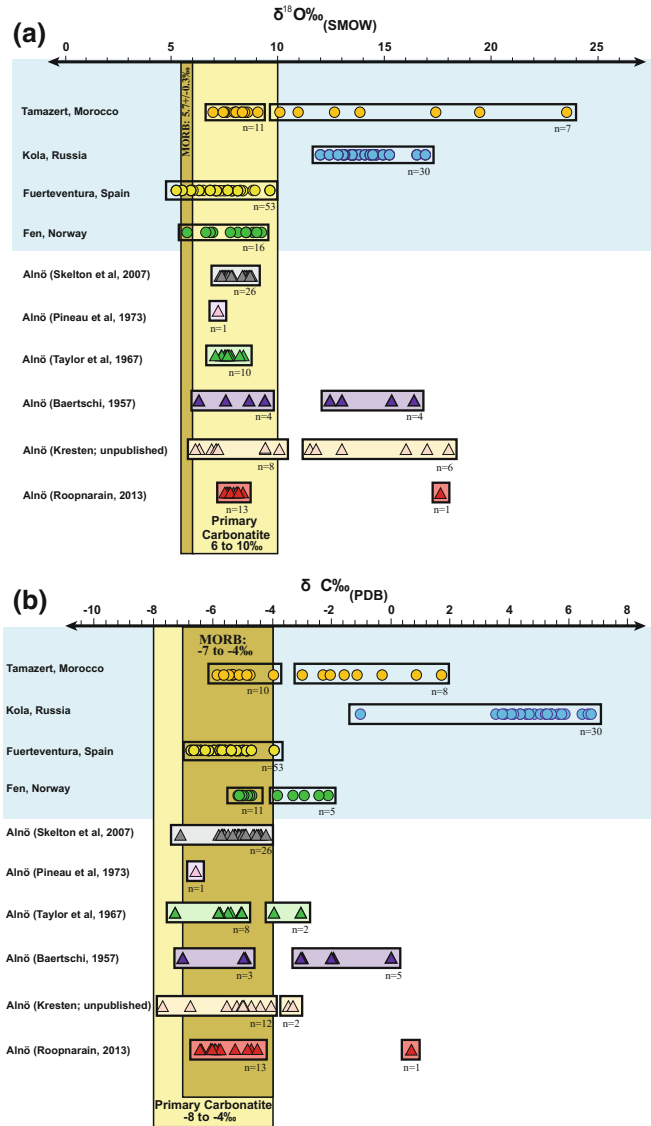 (a)
δ¹⁸O‰(SMOW)
0 5 10 15 20 25
MORB: 5.7+/-0.3‰
Tamazert, Morocco
n=11 n=7
Kola, Russia
n=30
Fuerteventura, Spain
n=53
Fen, Norway
n=16
Alnö (Skelton et al, 2007)
n=26
Alnö (Pineau et al, 1973)
n=1
Alnö (Taylor et al, 1967)
n=10
Alnö (Baertschi, 1957)
n=4 n=4
Alnö (Kresten; unpublished)
n=8 n=6
Alnö (Roopnarain, 2013)
n=13 n=1
Primary
Carbonatite
6 to 10‰
(b)
δ C‰(PDB)
-10 -8 -6 -4 -2 0 2 4 6 8
MORB:
-7 to -4‰
Tamazert, Morocco
n=10 n=8
Kola, Russia
n=30
Fuerteventura, Spain
n=53
Fen, Norway
n=11 n=5
Alnö (Skelton et al, 2007)
n=26
Alnö (Pineau et al, 1973)
n=1
Alnö (Taylor et al, 1967)
n=8 n=2
Alnö (Baertschi, 1957)
n=3 n=5
Alnö (Kresten; unpublished)
n=12 n=2
Alnö (Roopnarain, 2013)
n=13 n=1
Primary Carbonatite
-8 to -4‰